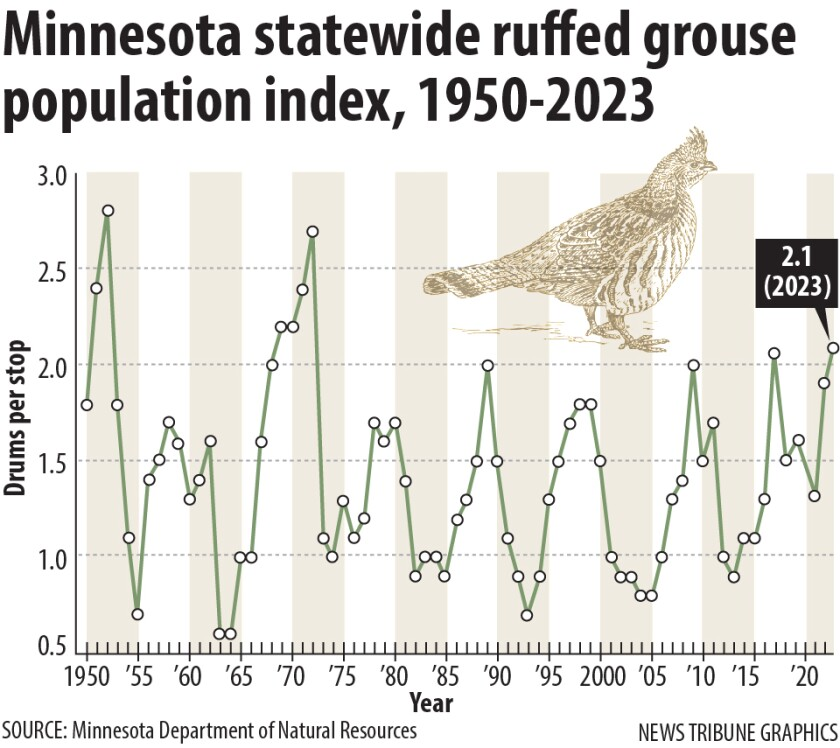 Minnesota statewide ruffed grouse
population index, 1950-2023
3.0
2.5
2.0
1.5
1.0
0.5
Drums per stop
2.1
(2023)
1950 '55 '60 '65 '70 '75 '80 '85 '90 '95 2000 '05 '10 '15 '20
Year
SOURCE: Minnesota Department of Natural Resources NEWS TRIBUNE GRAPHICS